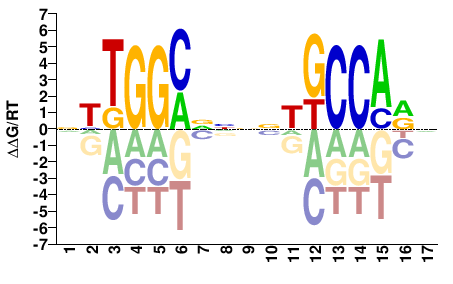 7
6
5
4
3
2
1
0
-1
-2
-3
-4
-5
-6
-7
ΔΔG/RT
T T G G G C A
T G A
A A A G
C C C T
T T
G T C C A
G T C A G
A A A G T C
G C G G T
T T
1 2 3 4 5 6 7 8 9 10 11 12 13 14 15 16 17